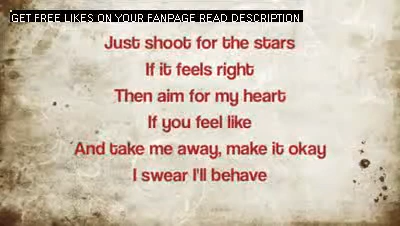 GET FREE LIKES ON YOUR FANPAGE READ DESCRIPTION
Just shoot for the stars
If it feels right
Then aim for my heart
If you feel like
And take me away, make it okay
I swear I'll behave